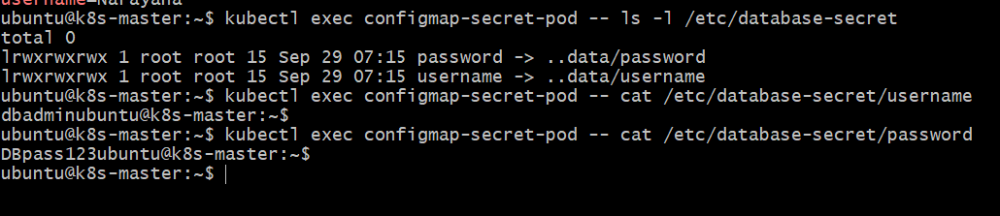 username=Narayana
ubuntu@k8s-master:~$ kubectl exec configmap-secret-pod -- ls -l /etc/database-secret
total 0
lrwxrwxrwx 1 root root 15 Sep 29 07:15 password -> ..data/password
lrwxrwxrwx 1 root root 15 Sep 29 07:15 username -> ..data/username
ubuntu@k8s-master:~$ kubectl exec configmap-secret-pod -- cat /etc/database-secret/username
dbadminubuntu@k8s-master:~$
ubuntu@k8s-master:~$ kubectl exec configmap-secret-pod -- cat /etc/database-secret/password
DBpass123ubuntu@k8s-master:~$
ubuntu@k8s-master:~$